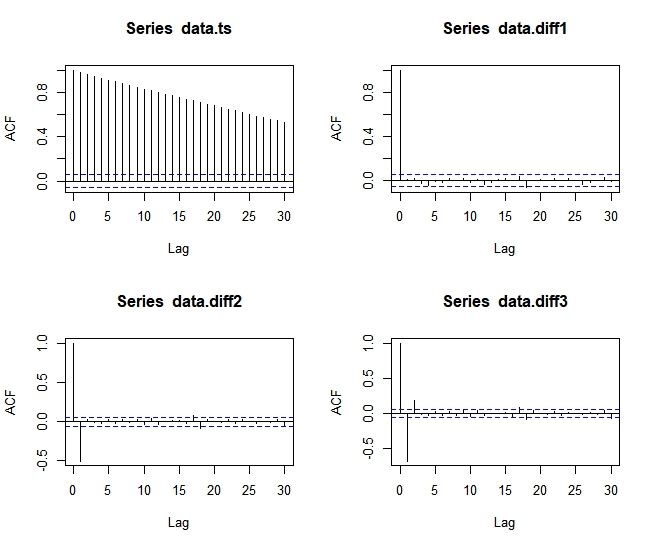 Series data.ts
ACF
0.0 0.4 0.8
0 5 10 15 20 25 30
Lag
Series data.diff1
ACF
0.0 0.4 0.8
0 5 10 15 20 25 30
Lag
Series data.diff2
ACF
-0.5 0.0 0.5 1.0
0 5 10 15 20 25 30
Lag
Series data.diff3
ACF
-0.5 0.0 0.5 1.0
0 5 10 15 20 25 30
Lag